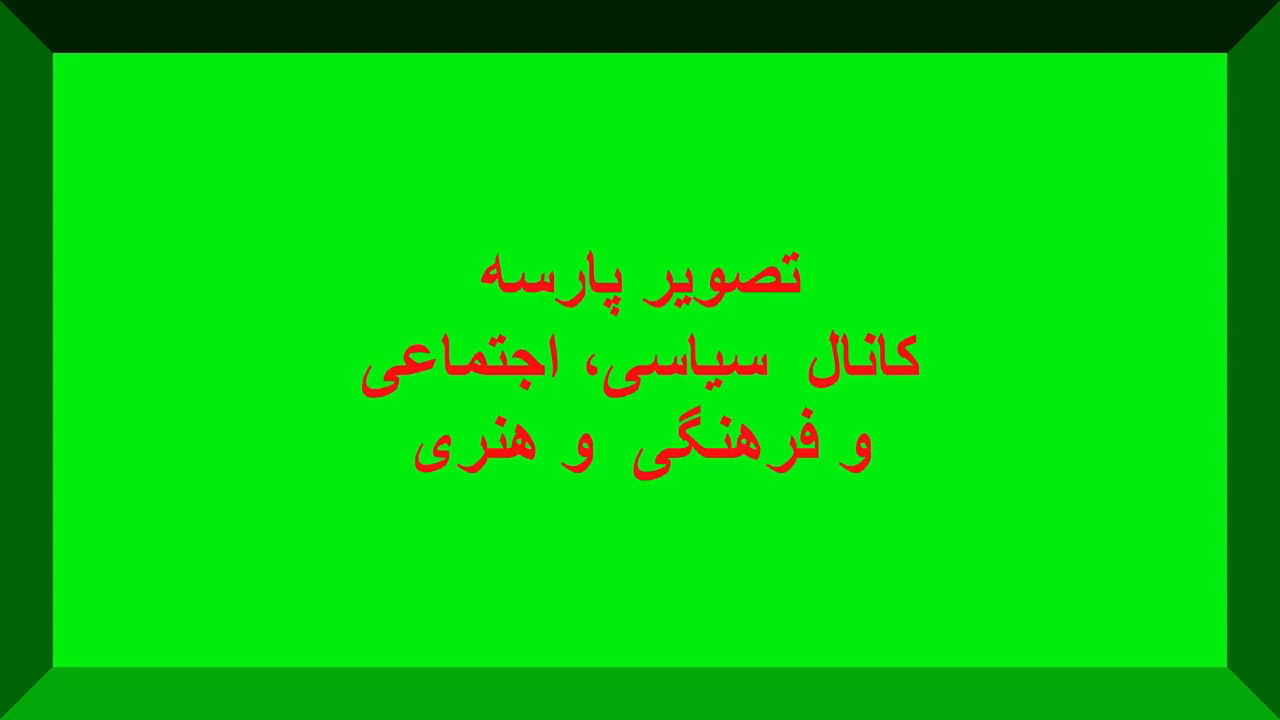 تصویر پارسه
کانال سیاسی، اجتماعی
و فرهنگی و هنری